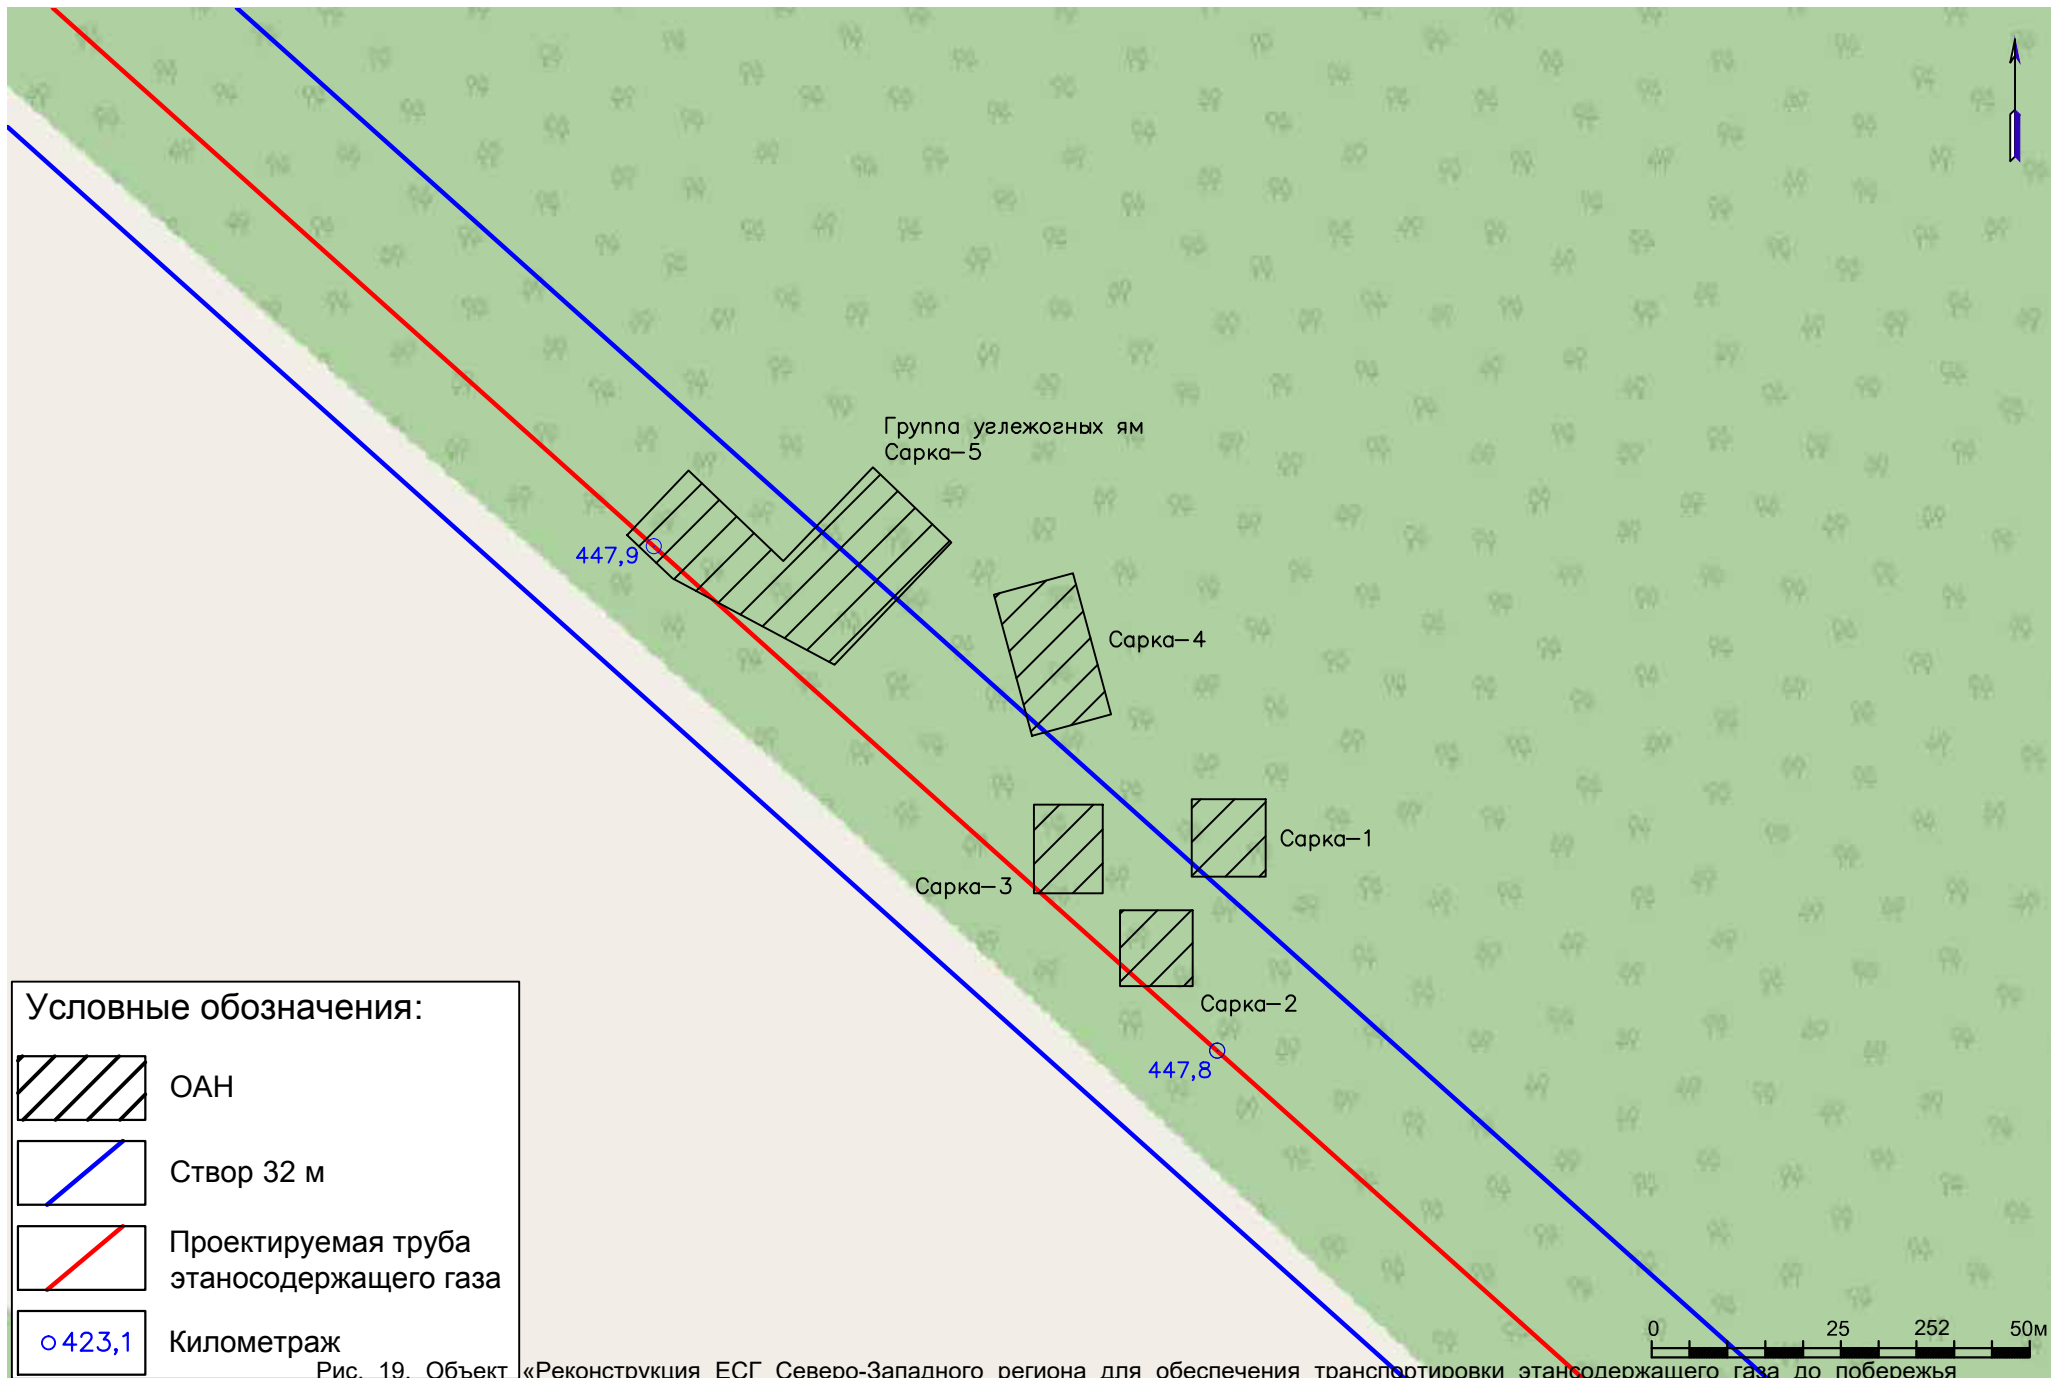 Группа углежогных ям
Сарка-5
447,9
Сарка-4
Сарка-1
Сарка-3
Сарка-2
447,8
Условные обозначения:
ОАН
Створ 32 м
Проектируемая труба
этаносодержащего газа
423,1 Километраж
0 25 252 50м
Рис. 19. Объект «Реконструкция ЕСГ Северо-Западного региона для обеспечения транспортировки этансодержащего газа до побережья